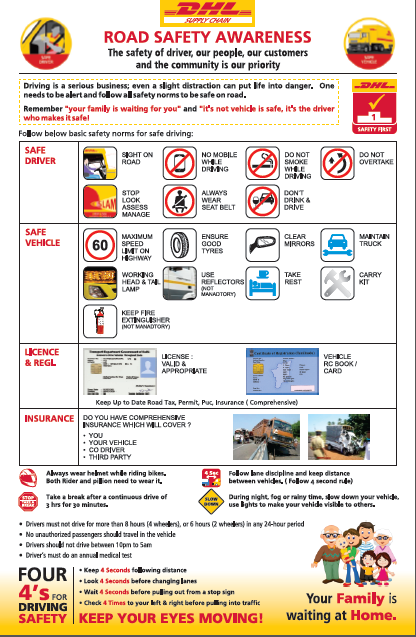 DHL
SUPPLY CHAIN
ROAD SAFETY AWARENESS
The safety of driver, our people, our customers
and the community is our priority
Driving is a serious business; even a slight distraction can put life into danger. One
needs to be alert and follow all safety norms to be safe on road.
Remember "your family is waiting for you" and "it's not vehicle is safe, it's the driver
who makes it safe!
DHL
1
SAFETY FIRST
Follow below basic safety norms for safe driving:
SAFE
DRIVER
SIGHT ON
ROAD
NO MOBILE
WHILE
DRIVING
DO NOT
SMOKE
WHILE
DRIVING
DO NOT
OVERTAKE
STOP
LOOK
ASSESS
MANAGE
ALWAYS
WEAR
SEAT BELT
DON'T
DRINK &
DRIVE
SAFE
VEHICLE
60
MAXIMUM
SPEED
LIMIT ON
HIGHWAY
ENSURE
GOOD
TYRES
CLEAR
MIRRORS
MAINTAIN
TRUCK
WORKING
HEAD & TAIL
LAMP
USE
REFLECTORS
(NOT
MANADTORY)
TAKE
REST
CARRY
KIT
KEEP FIRE
EXTINGUISHER
(NOT MANADTORY)
LICENCE
& REGI.
LICENSE :
VALID &
APPROPRIATE
VEHICLE
RC BOOK /
CARD
Keep Up to Date Road Tax, Permit, Puc, Insurance ( Comprehensive)
INSURANCE
DO YOU HAVE COMPREHENSIVE
INSURANCE WHICH WILL COVER ?
• YOU
• YOUR VEHICLE
• CO DRIVER
• THIRD PARTY
Always wear helmet while riding bikes.
Both Rider and pillion need to wear it.
Follow lane discipline and keep distance
between vehicles. ( Follow 4 second rule)
Take a break after a continuous drive of
3 hrs for 30 minutes.
SLOW
DOWN
During night, fog or rainy time, slow down your vehicle,
use lights to make your vehicle visible to others.
• Drivers must not drive for more than 8 hours (4 wheelers), or 6 hours (2 wheelers) in any 24-hour period
• No unauthorized passengers should travel in the vehicle
• Drivers should not drive between 10pm to 5am
• Driver's must do an annual medical test
FOUR
4's FOR
DRIVING
SAFETY
• Keep 4 Seconds following distance
• Look 4 Seconds before changing lanes
• Wait 4 Seconds before pulling out from a stop sign
• Check 4 Times to your left & right before pulling into traffic
KEEP YOUR EYES MOVING!
Your Family is
waiting at Home.